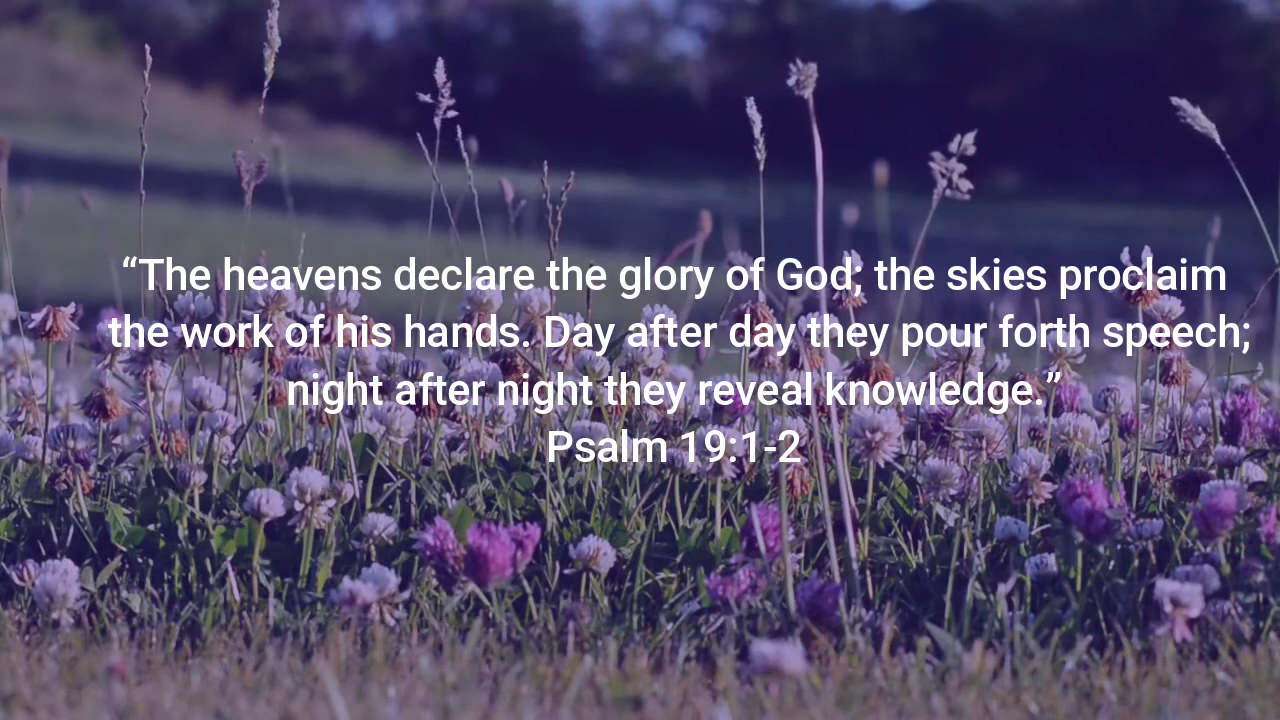 “The heavens declare the glory of God; the skies proclaim
the work of his hands. Day after day they pour forth speech;
night after night they reveal knowledge.”
Psalm 19:1-2